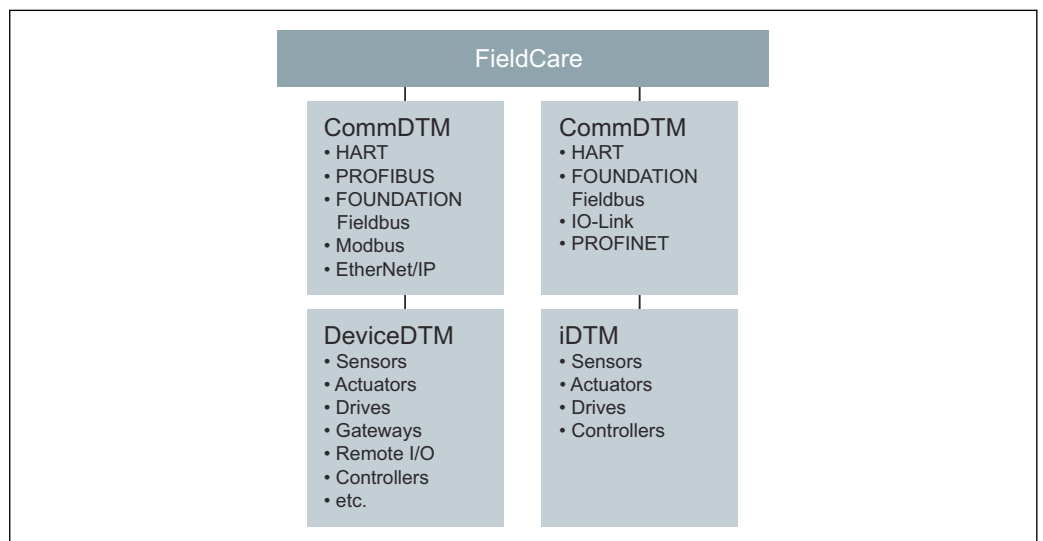 FieldCare
CommDTM
• HART
• PROFIBUS
• FOUNDATION
Fieldbus
• Modbus
• EtherNet/IP
CommDTM
• HART
• FOUNDATION
Fieldbus
• IO-Link
• PROFINET
DeviceDTM
• Sensors
• Actuators
• Drives
• Gateways
• Remote I/O
• Controllers
• etc.
iDTM
• Sensors
• Actuators
• Drives
• Controllers